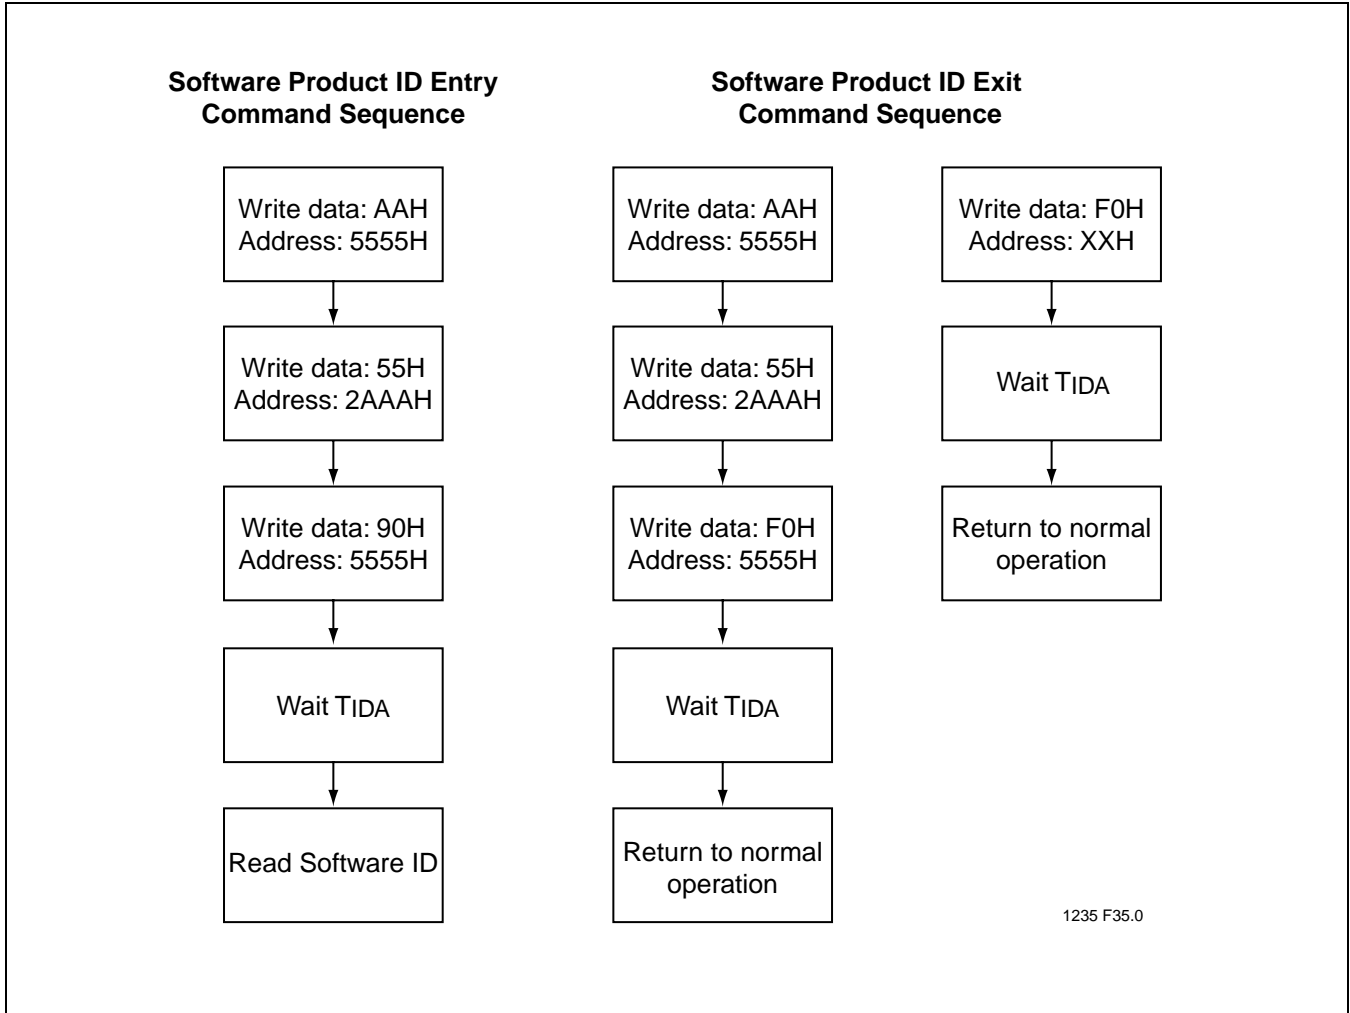 Software Product ID Entry
Command Sequence
Write data: AAH
Address: 5555H
Write data: 55H
Address: 2AAAH
Write data: 90H
Address: 5555H
Wait TIDA
Read Software ID
Software Product ID Exit
Command Sequence
Write data: AAH
Address: 5555H
Write data: 55H
Address: 2AAAH
Write data: F0H
Address: 5555H
Wait TIDA
Return to normal
operation
Write data: F0H
Address: XXH
Wait TIDA
Return to normal
operation
1235 F35.0